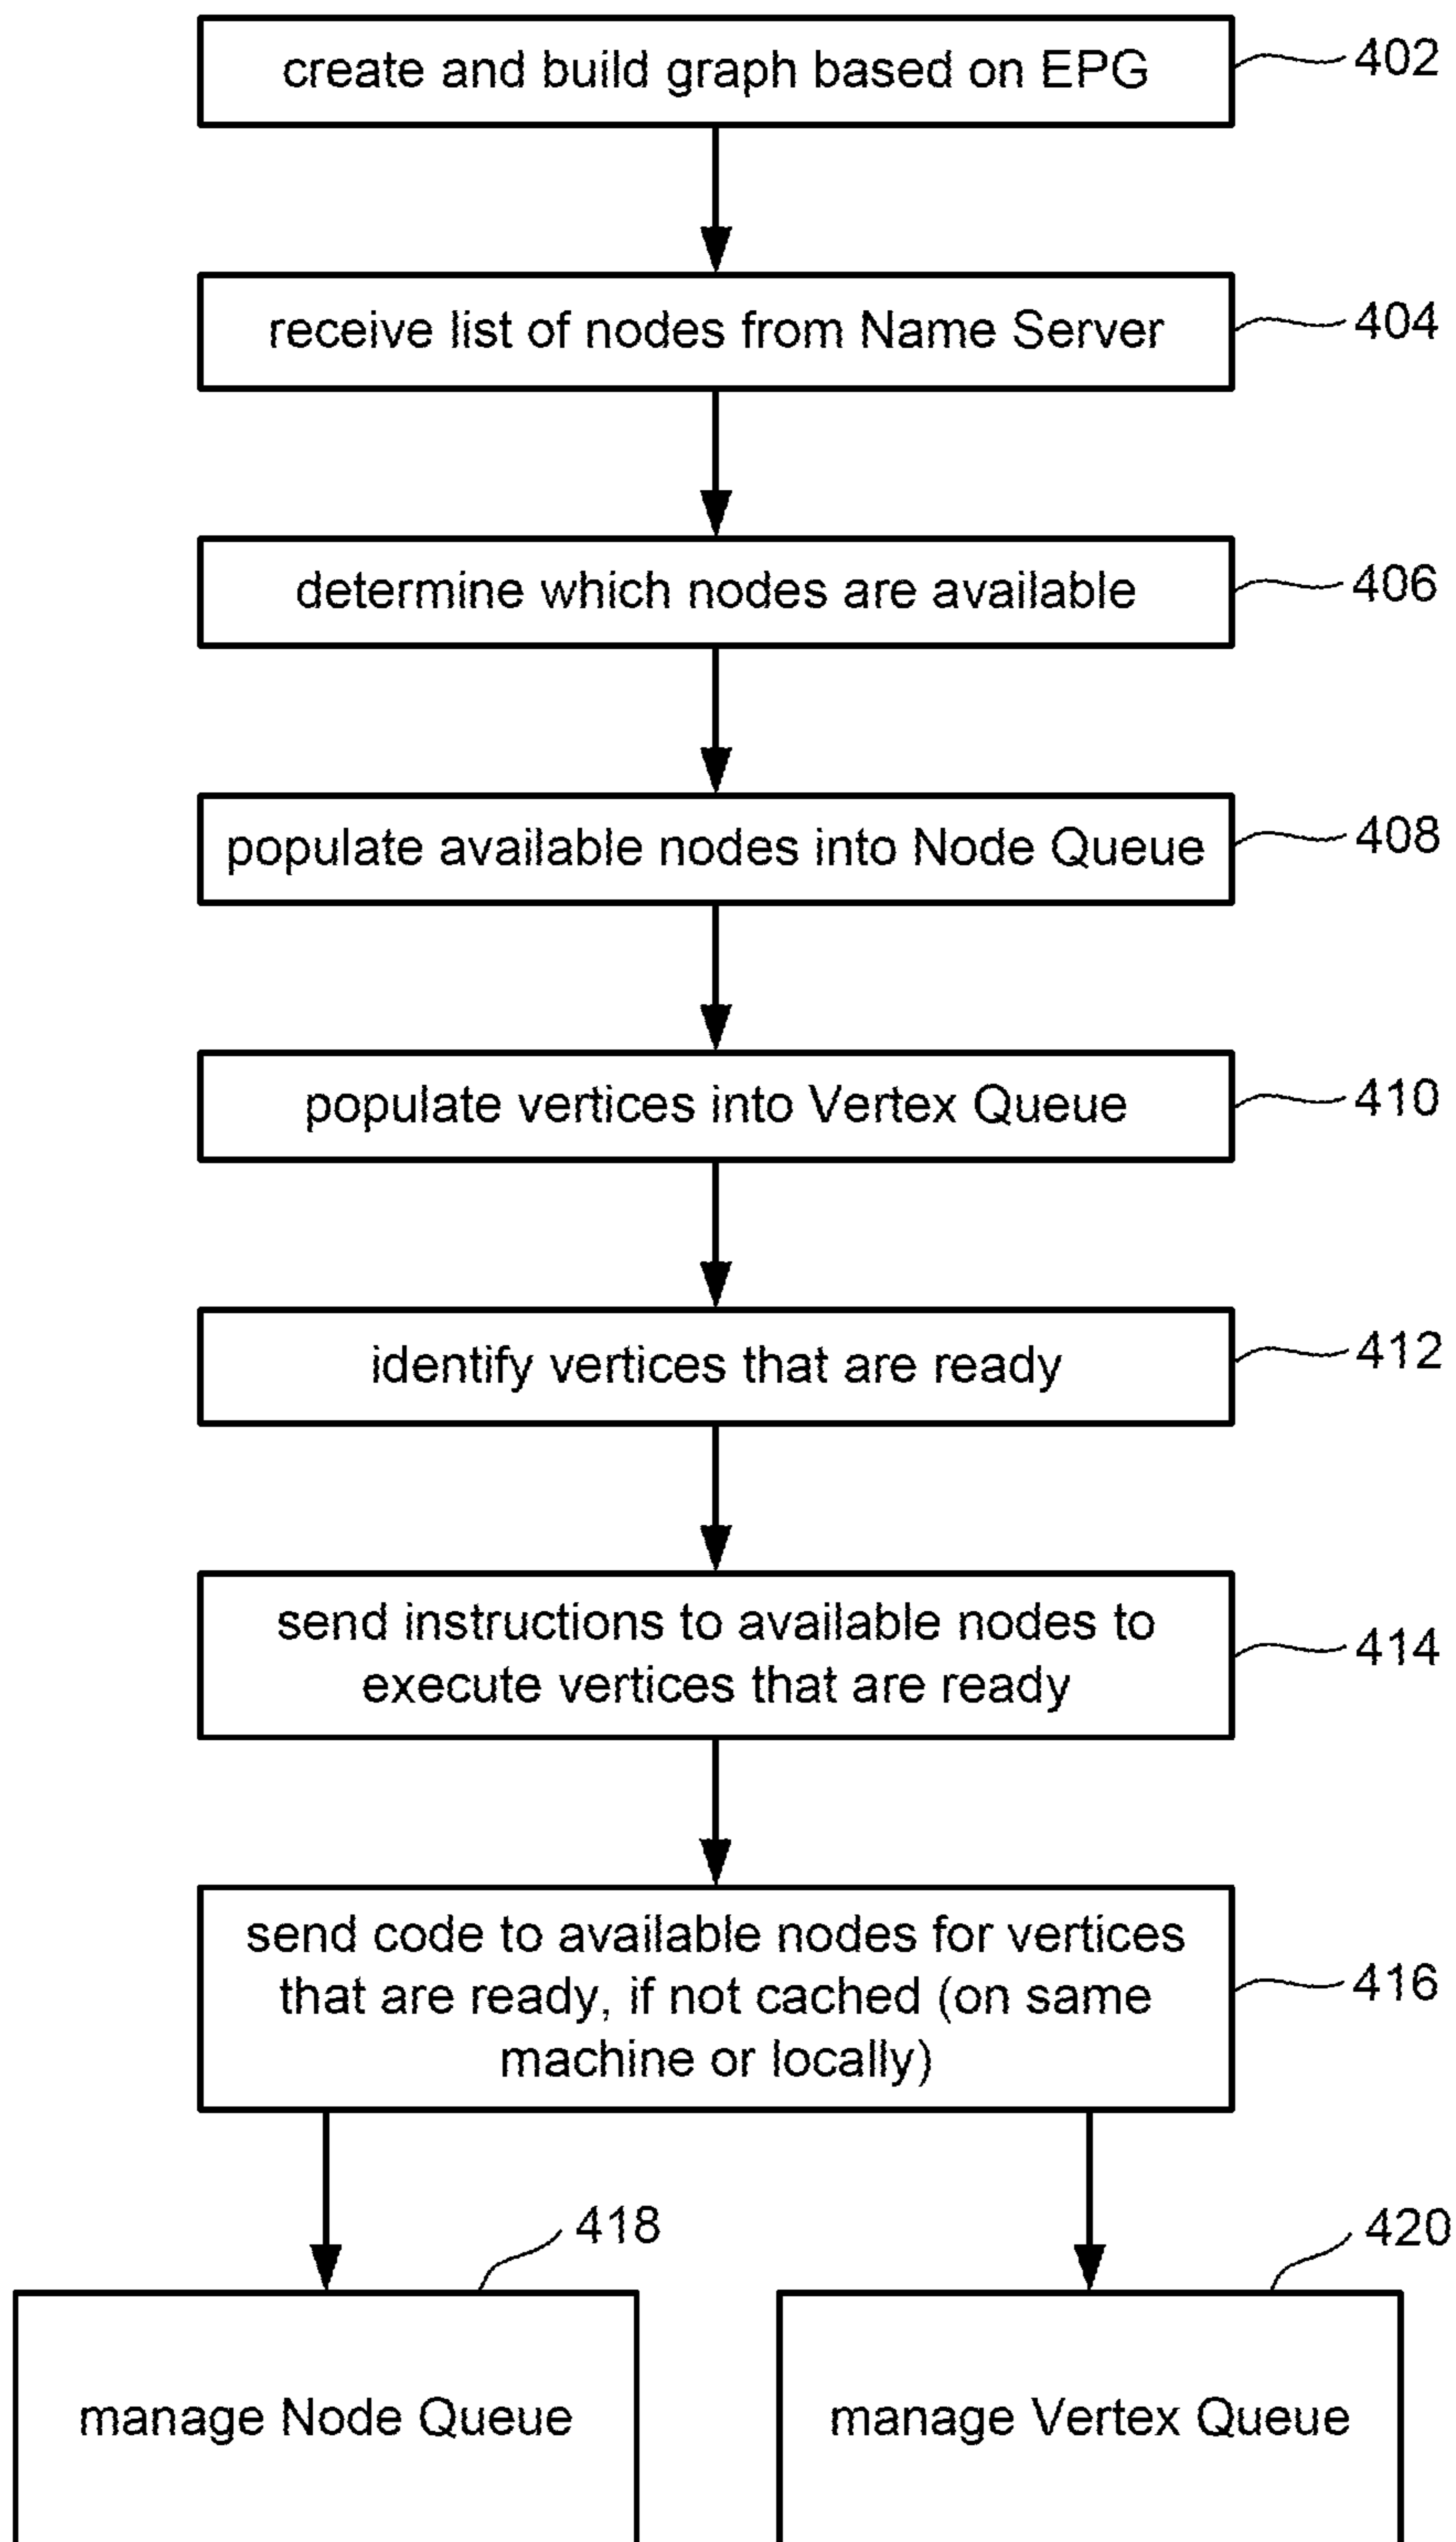 create and build graph based on EPG
402
receive list of nodes from Name Server
404
determine which nodes are available
406
populate available nodes into Node Queue
408
populate vertices into Vertex Queue
410
identify vertices that are ready
412
send instructions to available nodes to
execute vertices that are ready
414
send code to available nodes for vertices
that are ready, if not cached (on same
machine or locally)
416
418
420
manage Node Queue
manage Vertex Queue